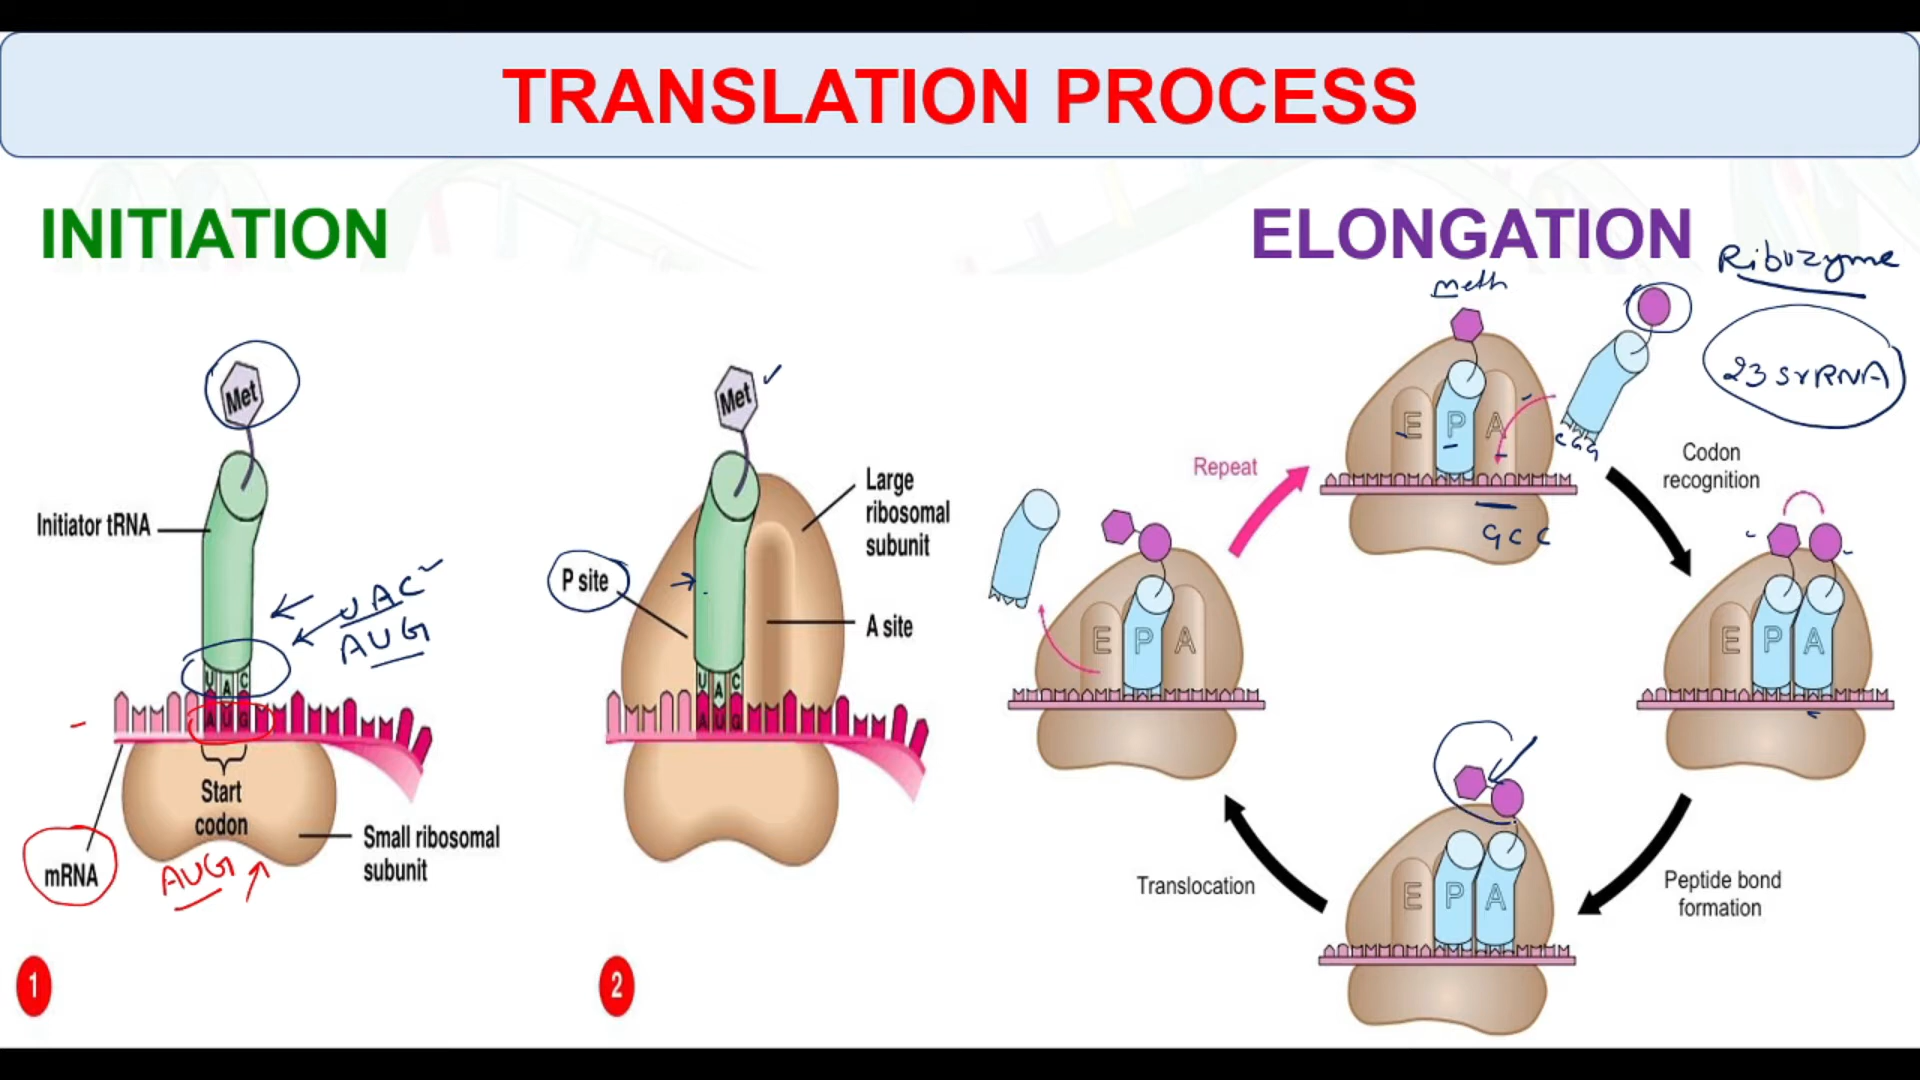 TRANSLATION PROCESS
INITIATION
Met
Initiator tRNA
UAC
AUG
U A C
A U G
Start
codon
Small ribosomal
subunit
mRNA
AUG
1
Met
P site
Large
ribosomal
subunit
A site
U A C
A U G
2
ELONGATION
Ribozyme
meth
23 SrRNA
E P A
CGG
GCC
Codon
recognition
Repeat
E P A
E P A
Peptide bond
formation
E P A
Translocation